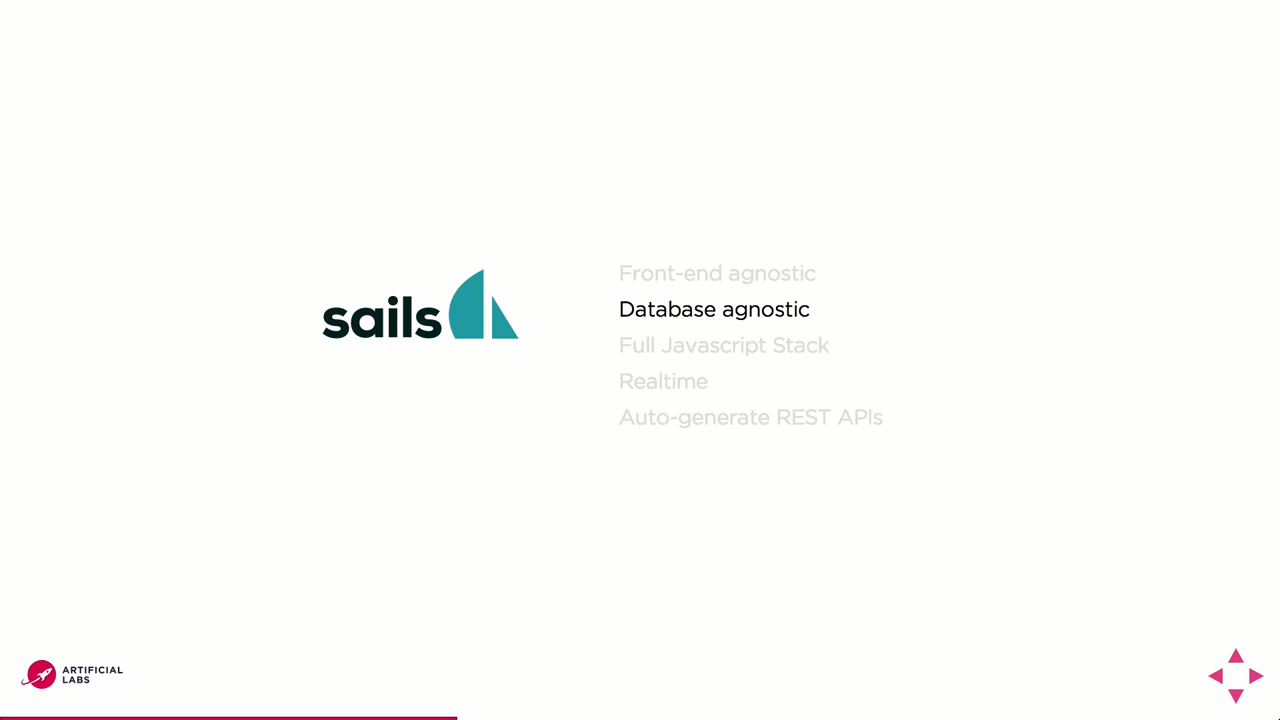 sails
Front-end agnostic
Database agnostic
Full Javascript Stack
Realtime
Auto-generate REST APIs
ARTIFICIAL
LABS